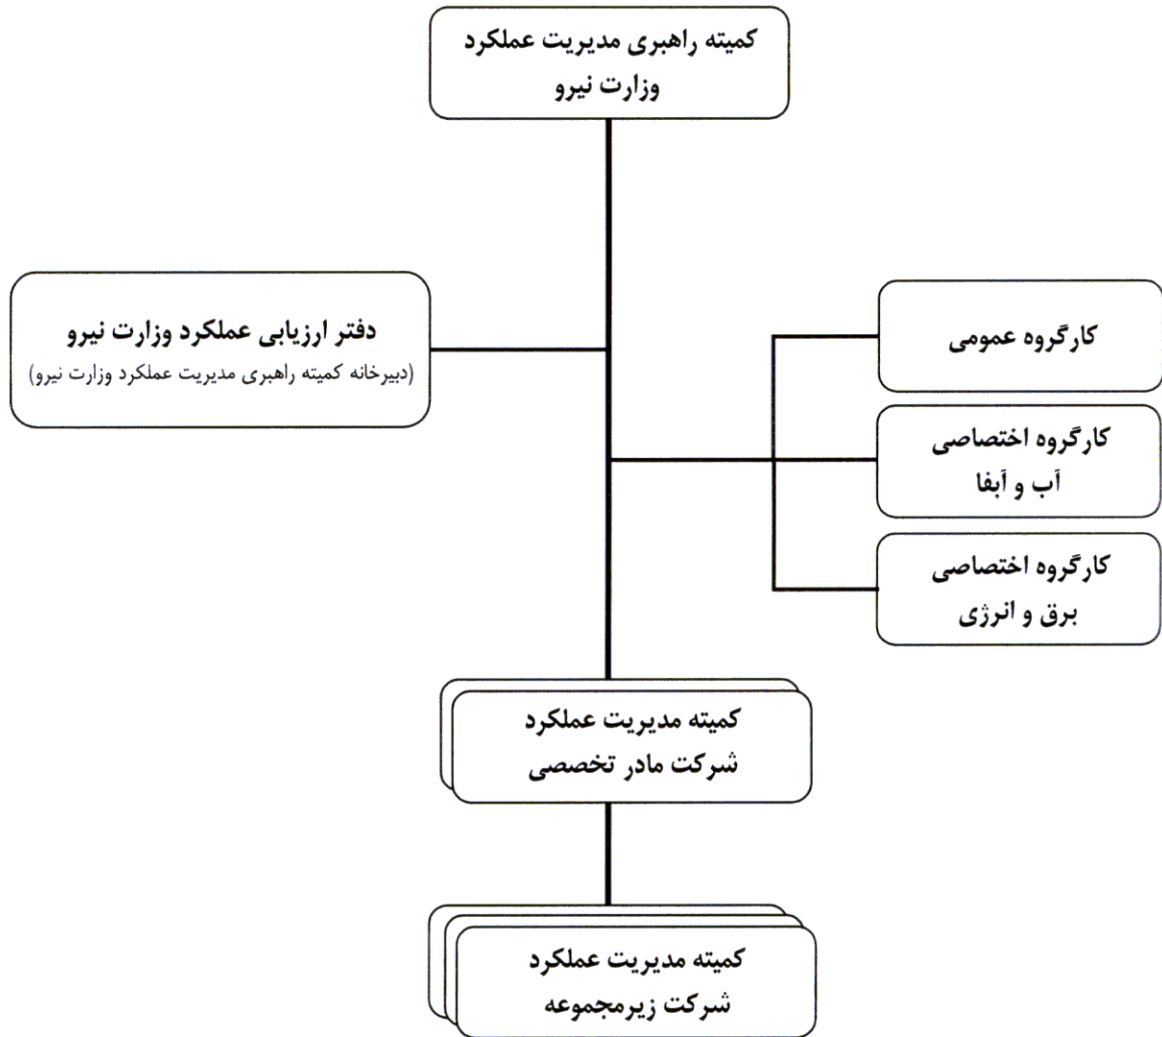 کمیته راهبری مدیریت عملکرد
وزارت نیرو
دفتر ارزیابی عملکرد وزارت نیرو
(دبیرخانه کمیته راهبری مدیریت عملکرد وزارت نیرو)
کارگروه عمومی
کارگروه اختصاصی
آب و آبفا
کارگروه اختصاصی
برق و انرژی
کمیته مدیریت عملکرد
شرکت مادر تخصصی
کمیته مدیریت عملکرد
شرکت زیرمجموعه